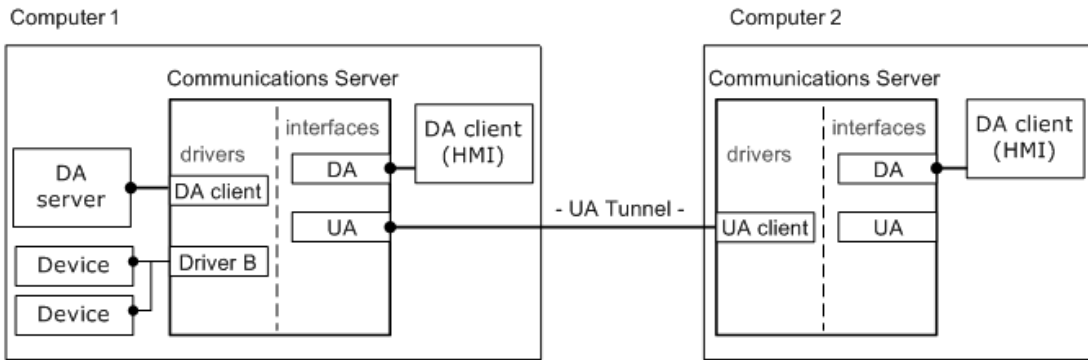 Computer 1
Computer 2
Communications Server
Communications Server
interfaces
drivers
DA client
(HMI)
DA
DA
server
DA client
UA
- UA Tunnel -
Driver B
Device
Device
interfaces
drivers
DA client
(HMI)
DA
UA client
UA